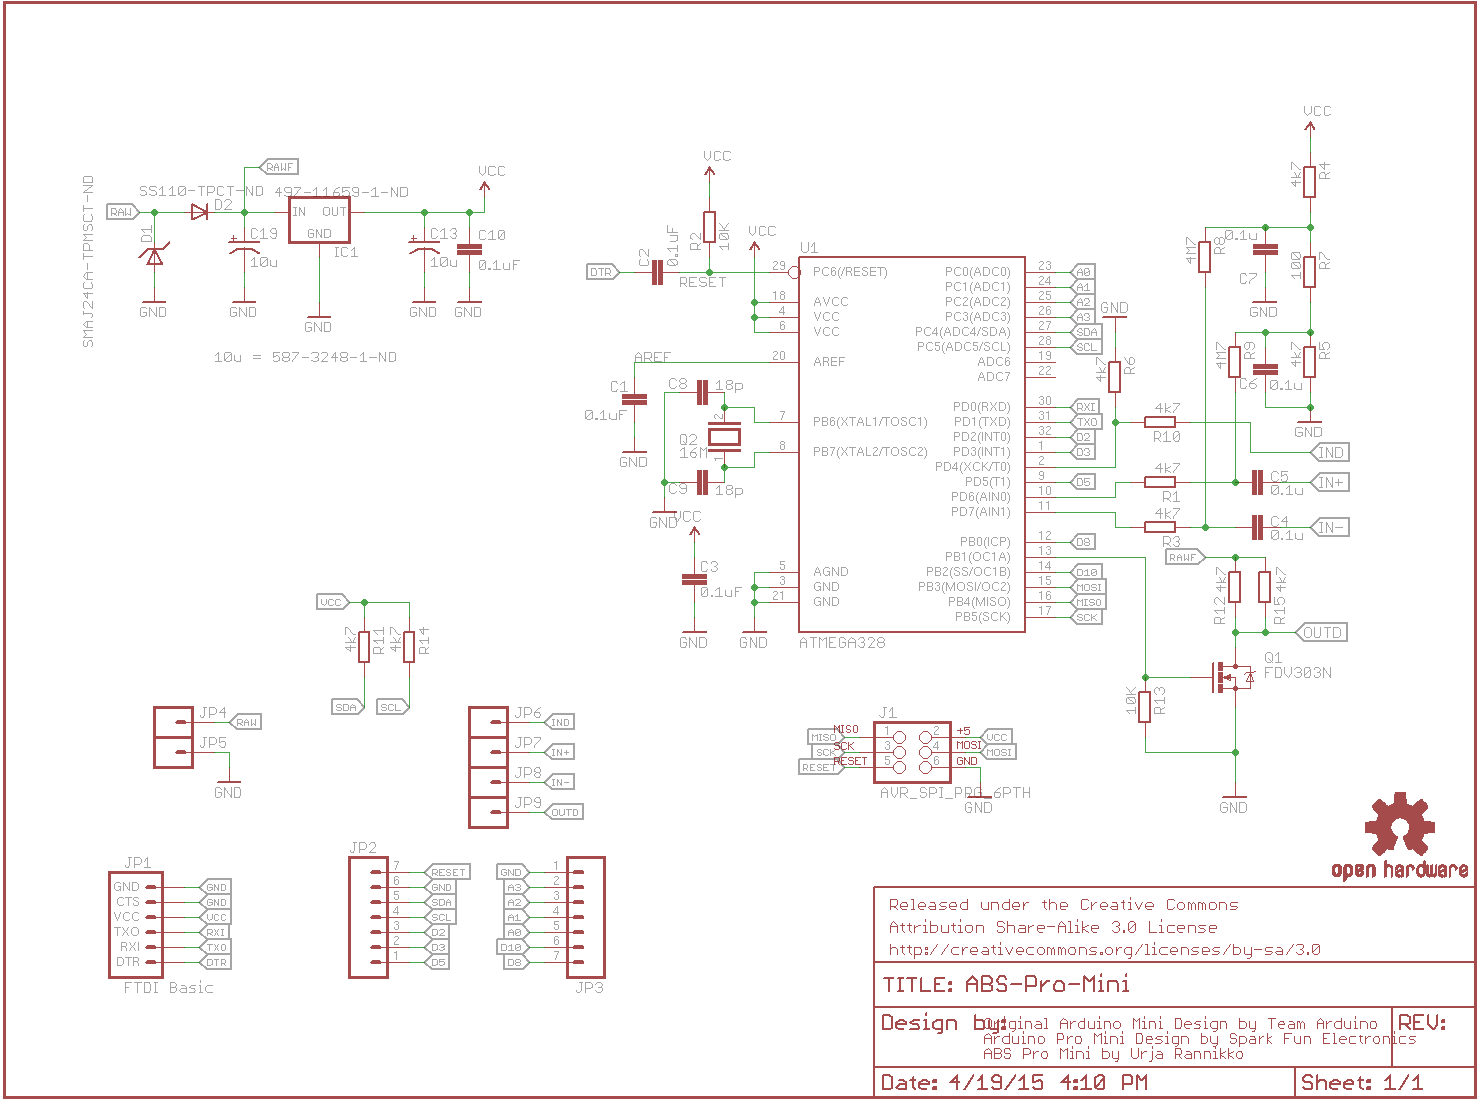 SMAJ24CA-TPMSCT-ND
SS110-TPCT-ND
497-11659-1-ND
RAWF
VCC
RAW
D2
D1
IN OUT
GND
IC1
C19
10u
C13
10u
C10
0.1uF
GND
GND
GND
GND
GND
10u = 587-3248-1-ND
VCC
R2
10K
VCC
DTR
C2
0.1uF
RESET
AREF
C1
0.1uF
GND
C8
18p
Q2
16M
2
1
C9
18p
GND
VCC
C3
0.1uF
GND
GND
U1
29 PC6(/RESET)
18 AVCC
4 VCC
6 VCC
20 AREF
7 PB6(XTAL1/TOSC1)
8 PB7(XTAL2/TOSC2)
5 AGND
3 GND
21 GND
PC0(ADC0) 23 A0
PC1(ADC1) 24 A1
PC2(ADC2) 25 A2
PC3(ADC3) 26 A3
PC4(ADC4/SDA) 27 SDA
PC5(ADC5/SCL) 28 SCL
ADC6 19
ADC7 22
PD0(RXD) 30 RXI
PD1(TXD) 31 TXO
PD2(INT0) 32 D2
PD3(INT1) 1 D3
PD4(XCK/T0) 2
PD5(T1) 9 D5
PD6(AIN0) 10
PD7(AIN1) 11
PB0(ICP) 12 D8
PB1(OC1A) 13
PB2(SS/OC1B) 14 D10
PB3(MOSI/OC2) 15 MOSI
PB4(MISO) 16 MISO
PB5(SCK) 17 SCK
ATMEGA328
VCC
4k7
R4
4M7
R8
0.1u
C7
GND
100
R7
4M7
R9
C6
0.1u
4k7
R5
GND
GND
4k7
R6
4k7
R10
IND
4k7
R1
C5
0.1u
IN+
4k7
R3
C4
0.1u
IN-
RAWF
R12
4k7
R15
4k7
OUTD
Q1
FDV303N
10K
R13
GND
VCC
4k7
R11
4k7
R14
SDA
SCL
JP4
RAW
JP5
GND
JP6
IND
JP7
IN+
JP8
IN-
JP9
OUTD
J1
MISO MISO 1 2 +5 VCC
SCK SCK 3 4 MOSI MOSI
RESET RESET 5 6 GND
AVR_SPI_PRG_6PTH
GND
JP1
GND GND
CTS GND
VCC VCC
TXO RXI
RXI TXO
DTR DTR
FTDI Basic
JP2
7 RESET
6 GND
5 SDA
4 SCL
3 D2
2 D3
1 D5
GND 1
A3 2
A2 3
A1 4
A0 5
D10 6
D8 7
JP3
open hardware
Released under the Creative Commons
Attribution Share-Alike 3.0 License
http://creativecommons.org/licenses/by-sa/3.0
TITLE: ABS-Pro-Mini
Design by:
Original Arduino Mini Design by Team Arduino
Arduino Pro Mini Design by Spark Fun Electronics
ABS Pro Mini by Urja Rannikko
REV:
Date: 4/19/15 4:10 PM
Sheet: 1/1